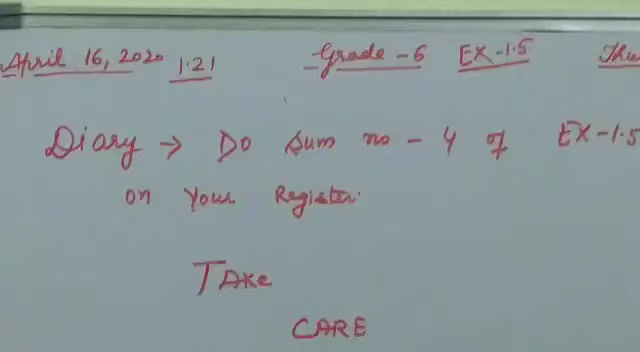 April 16, 2020 1.21 Grade - 6 EX-1.5
Diary → Do Sum no - 4 of EX-1.5
on Your Register.
TAKe
CARE